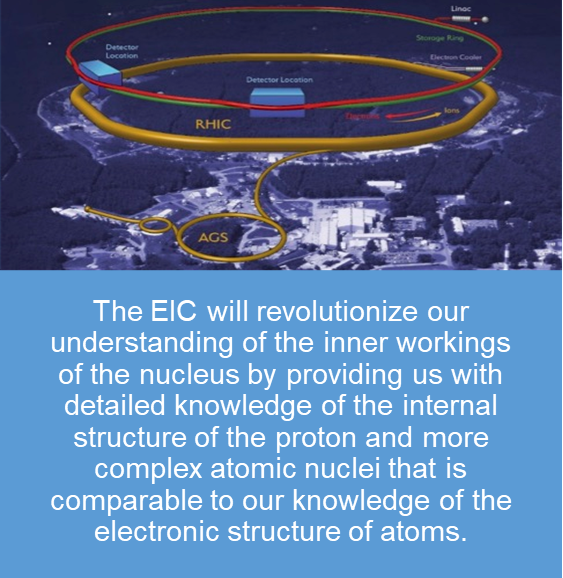 Linac
Storage Ring
Detector
Location
Electron Cooler
Detector Location
Ions
Electrons
RHIC
AGS
The EIC will revolutionize our
understanding of the inner workings
of the nucleus by providing us with
detailed knowledge of the internal
structure of the proton and more
complex atomic nuclei that is
comparable to our knowledge of the
electronic structure of atoms.